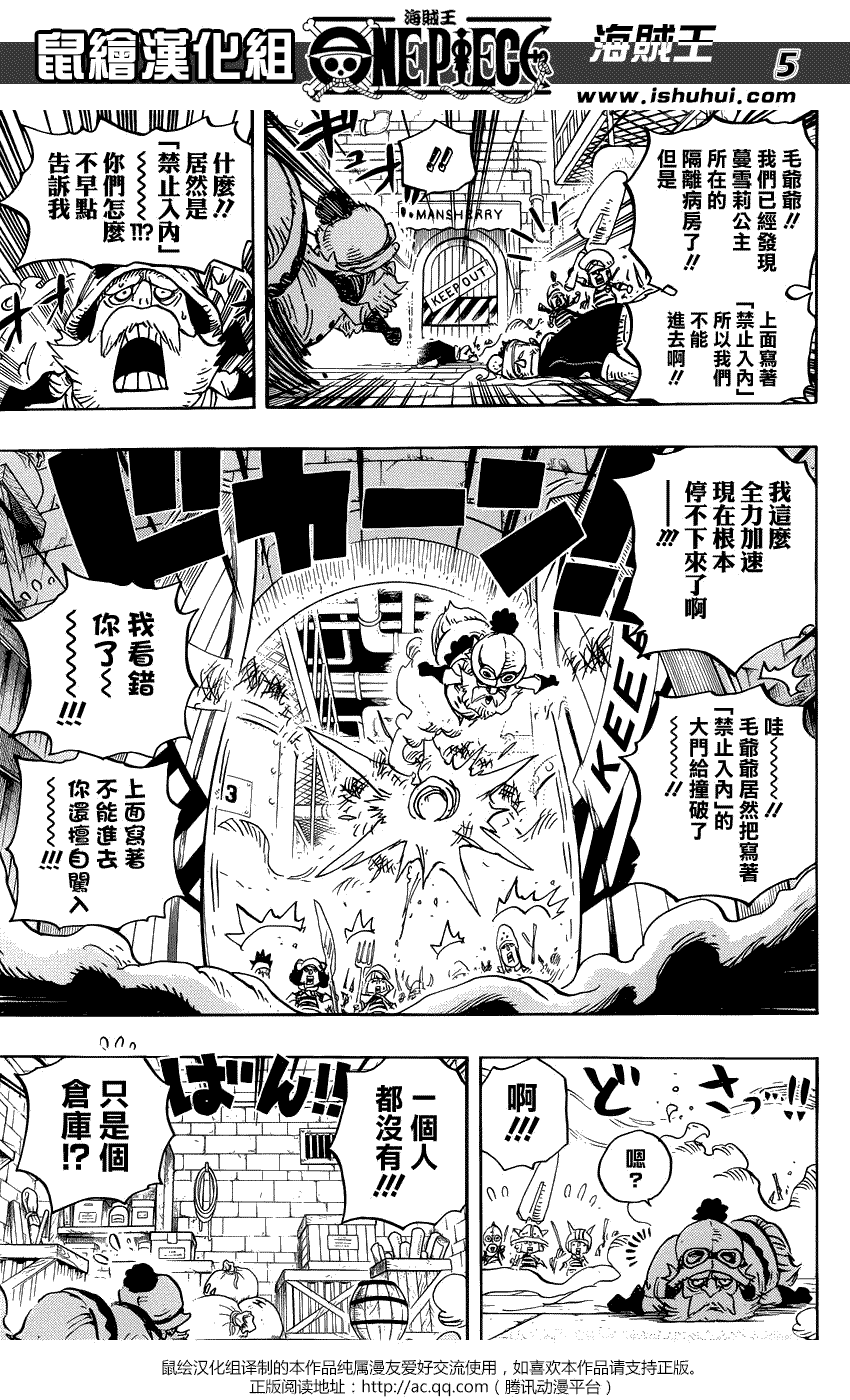 鼠繪漢化組
海賊王
ONE PIECE
海賊王
5
www.ishuhui.com
毛爺爺!!
我們已經發現
蔓雪莉公主
所在的
隔離病房了!!
但是
上面寫著
「禁止入內」
所以我們
不能
進去啊!!
!!
MANSHERRY
KEEP OUT
什麼!!
居然是
「禁止入內」
~~~~!!?
你們怎麼
不早點
告訴我
我這麼
全力加速
現在根本
停不下來了啊
——!!!
ドカーン
KEEP
哇~~~!!
毛爺爺居然把寫著
「禁止入內」的
大門給撞破了
~~~~!!!
我看錯
你了~
~~~~!!!
上面寫著
不能進去
你還擅自闖入
~~~!!!
3
どさっ!!
嗯?
啊
!!!
一個人
都沒有!!!
ばん!!
只是個
倉庫!?
鼠绘汉化组译制的本作品纯属漫友爱好交流使用，如喜欢本作品请支持正版。
正版阅读地址：http://ac.qq.com（腾讯动漫平台）